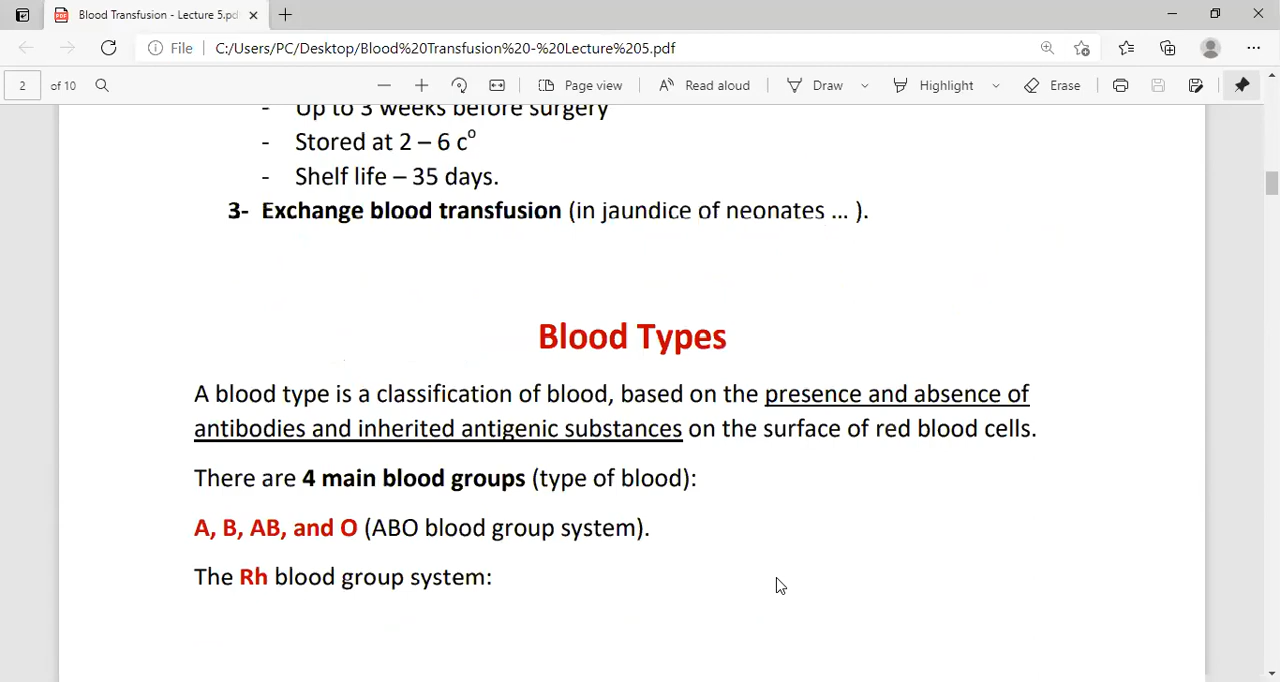 Blood Transfusion - Lecture 5.pd
File C:/Users/PC/Desktop/Blood%20Transfusion%20-%20Lecture%205.pdf
2 of 10 Page view Read aloud Draw Highlight Erase
- Up to 3 weeks before surgery
- Stored at 2 – 6 cº
- Shelf life – 35 days.
3- Exchange blood transfusion (in jaundice of neonates ... ).
Blood Types
A blood type is a classification of blood, based on the presence and absence of
antibodies and inherited antigenic substances on the surface of red blood cells.
There are 4 main blood groups (type of blood):
A, B, AB, and O (ABO blood group system).
The Rh blood group system: